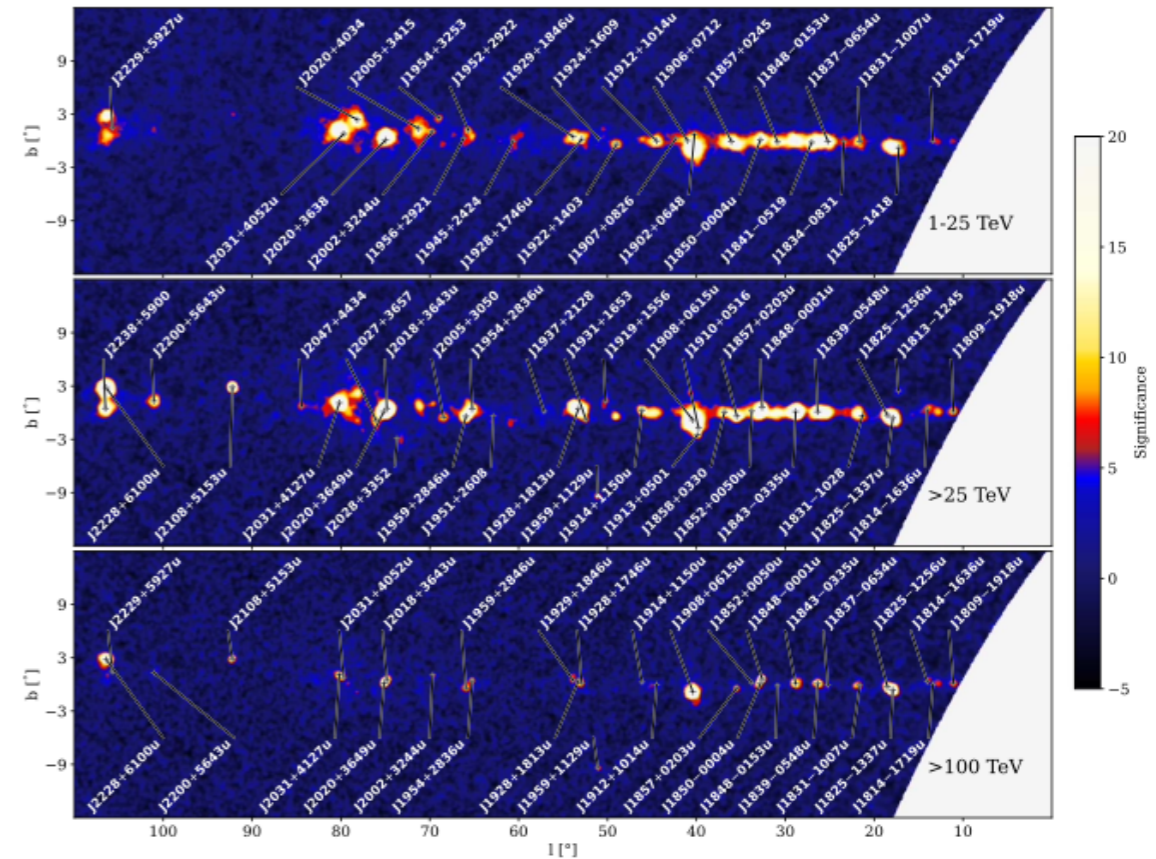 J2229+5927u J2020+4034 J2005+3415 J1954+3253 J1952+2922 J1929+1846u J1924+1609 J1912+1014u J1906+0712 J1857+0245 J1848−0153u J1837−0654u J1831−1007u J1814−1719u
9
3
−3
−9
b [°]
J2031+4052u J2020+3638 J2002+3244u J1956+2921 J1945+2424 J1928+1746u J1922+1403 J1907+0826 J1902+0648 J1850−0004u J1841−0519 J1834−0831 J1825−1418
1-25 TeV
J2238+5900 J2200+5643u J2047+4434 J2027+3657 J2018+3643u J2005+3050 J1954+2836u J1937+2128 J1931+1653 J1919+1556 J1908+0615u J1910+0516 J1857+0203u J1848−0001u J1839−0548u J1825−1256u J1813−1245 J1809−1918u
9
3
−3
−9
b [°]
J2228+6100u J2108+5153u J2031+4127u J2020+3649u J2028+3352 J1959+2846u J1951+2608 J1928+1813u J1959+1129u J1914+1150u J1913+0501 J1858+0330 J1852+0050u J1843−0335u J1831−1028 J1825−1337u J1814−1636u
>25 TeV
J2229+5927u J2108+5153u J2031+4052u J2018+3643u J1959+2846u J1929+1846u J1928+1746u J1914+1150u J1908+0615u J1852+0050u J1848−0001u J1843−0335u J1837−0654u J1825−1256u J1814−1636u J1809−1918u
9
3
−3
−9
b [°]
J2228+6100u J2200+5643u J2031+4127u J2020+3649u J2002+3244u J1954+2836u J1928+1813u J1959+1129u J1912+1014u J1857+0203u J1850−0004u J1848−0153u J1839−0548u J1831−1007u J1825−1337u J1814−1719u
>100 TeV
100 90 80 70 60 50 40 30 20 10
l [°]
20
15
10
5
0
−5
Significance